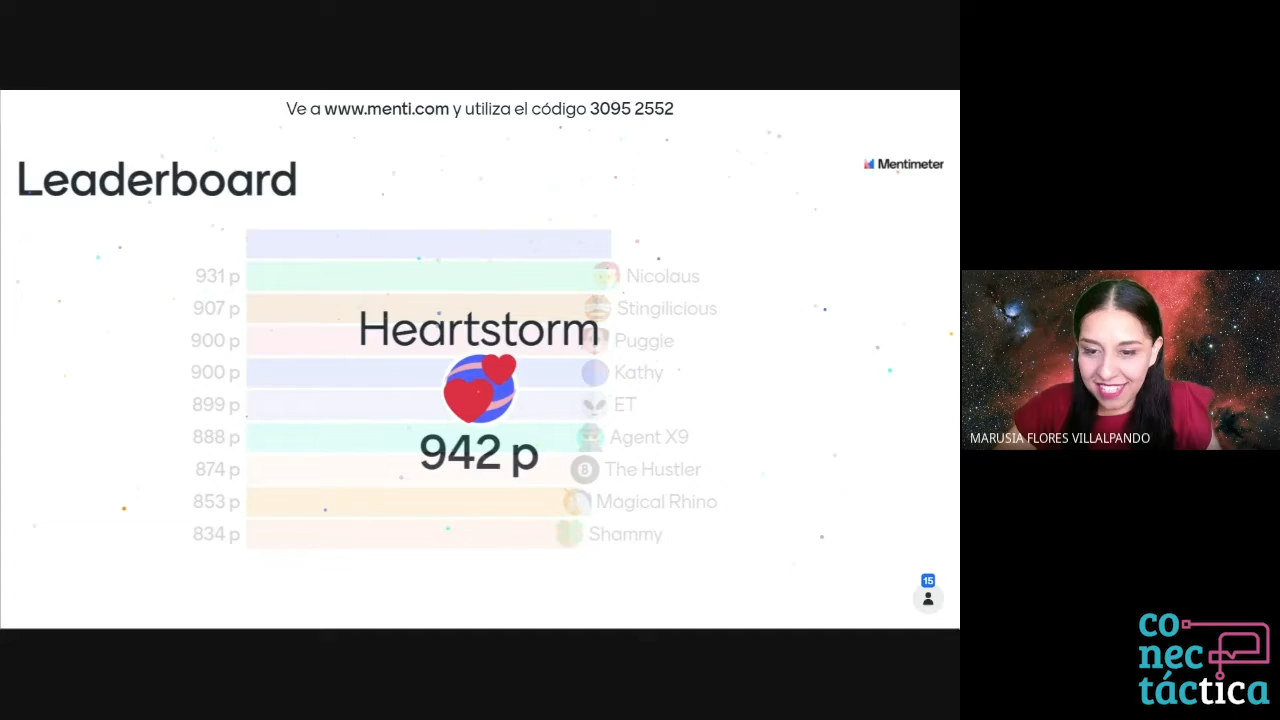 Ve a www.menti.com y utiliza el código 3095 2552
Leaderboard
Mentimeter
931 p Nicolaus
907 p Stingilicious
Heartstorm
900 p Puggie
900 p Kathy
899 p ET
888 p Agent X9
942 p
874 p 8 The Hustler
853 p Magical Rhino
834 p Shammy
15
MARUSIA FLORES VILLALPANDO
co
nec
táctica